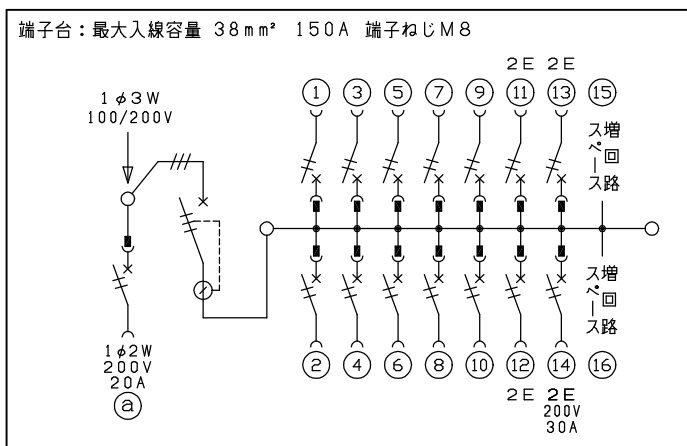 端子台：最大入線容量 38mm² 150A 端子ねじM8
2E 2E
1φ3W
100/200V
① ③ ⑤ ⑦ ⑨ ⑪ ⑬ ⑮
増回路
スペース
増回路
スペース
② ④ ⑥ ⑧ ⑩ ⑫ ⑭ ⑯
2E 2E
200V
30A
1φ2W
200V
20A
ⓐ